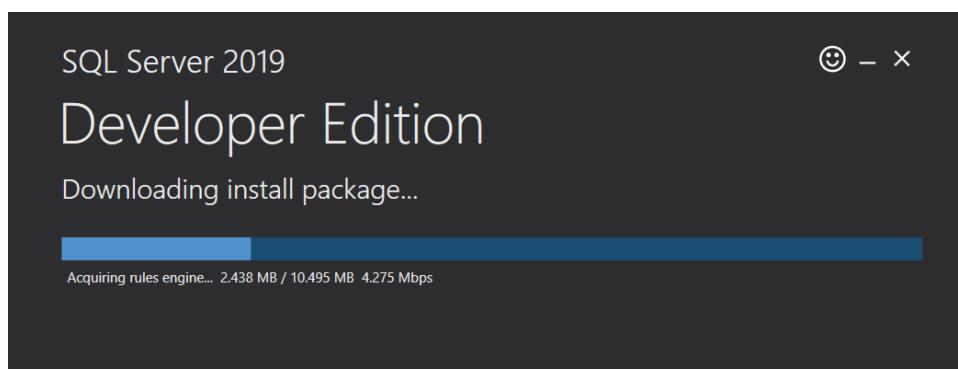 SQL Server 2019
Developer Edition
Downloading install package...
Acquiring rules engine... 2.438 MB / 10.495 MB 4.275 Mbps